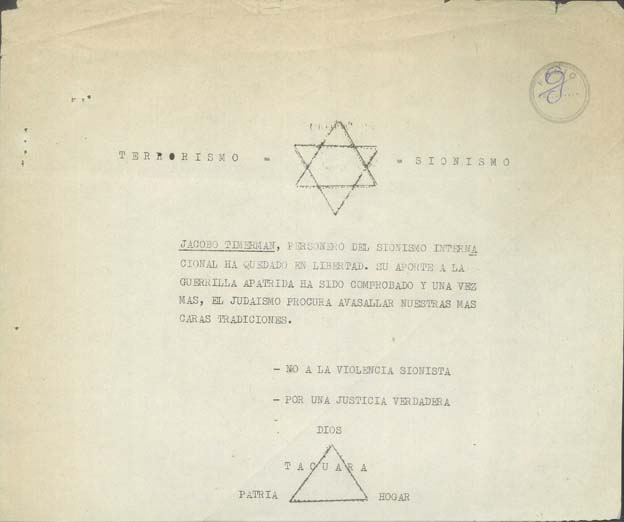 TERRORISMO = = SIONISMO
JACOBO TIMERMAN, PERSONERO DEL SIONISMO INTERNA
CIONAL HA QUEDADO EN LIBERTAD. SU APORTE A LA
GUERRILLA APATRIDA HA SIDO COMPROBADO Y UNA VEZ
MAS, EL JUDAISMO PROCURA AVASALLAR NUESTRAS MAS
CARAS TRADICIONES.
- NO A LA VIOLENCIA SIONISTA
- POR UNA JUSTICIA VERDADERA
DIOS
TACUARA
PATRIA HOGAR